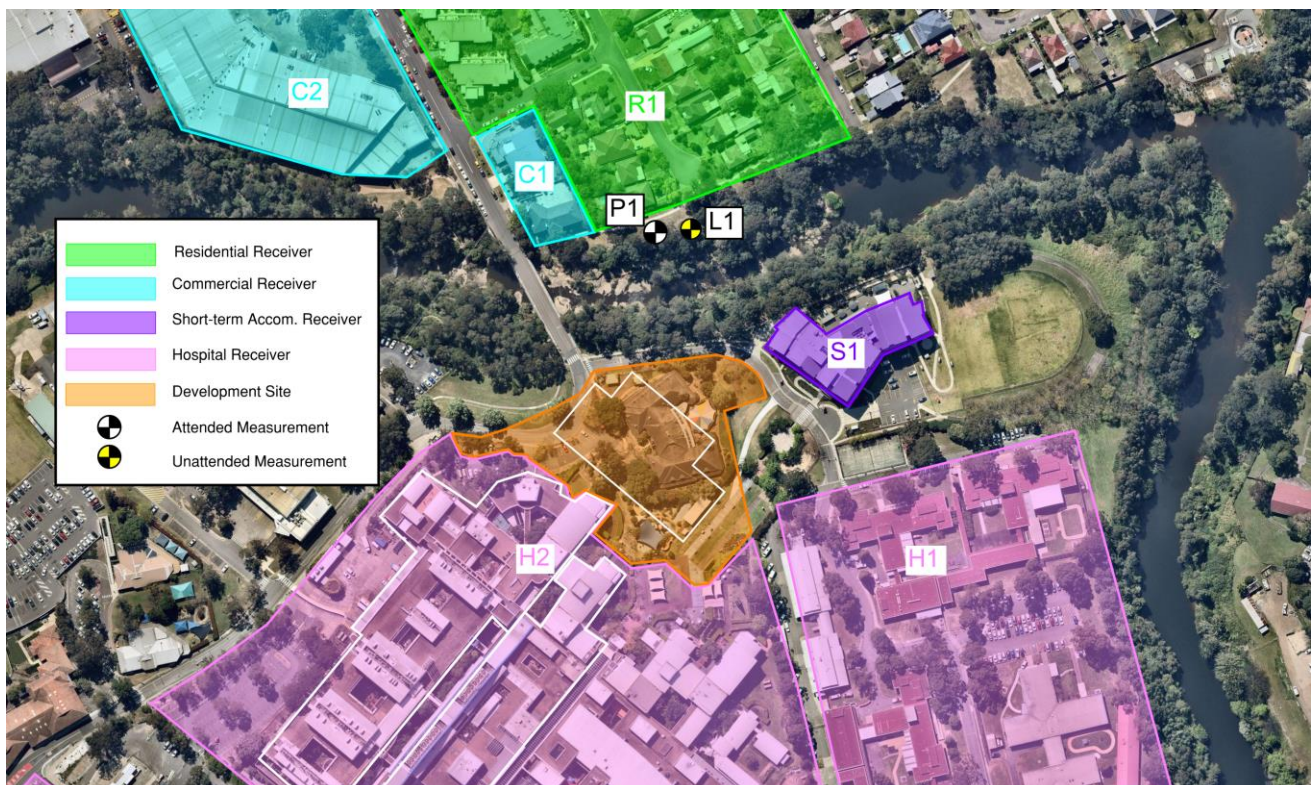 C2
R1
C1
P1
L1
Residential Receiver
Commercial Receiver
Short-term Accom. Receiver
Hospital Receiver
Development Site
Attended Measurement
Unattended Measurement
S1
H2
H1